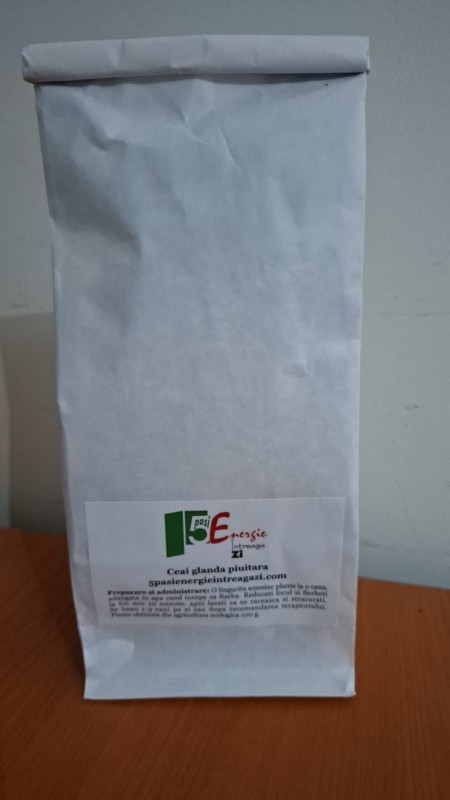 5 pasi Energie
intreaga
zi
Ceai glanda piuitara
5pasienergieintreagazi.com
Preparare si administrare: O lingurita amestec plante la o cana,
adaugata in apa cand incepe sa fiarba. Reduceti focul si fierbeti
la foc mic 10 minute, apoi lasati sa se raceasca si strecurati.
Se beau 1-3 cani pe zi sau dupa recomandarea terapeutului.
Plante obtinute din agricultura ecologica 100 g.